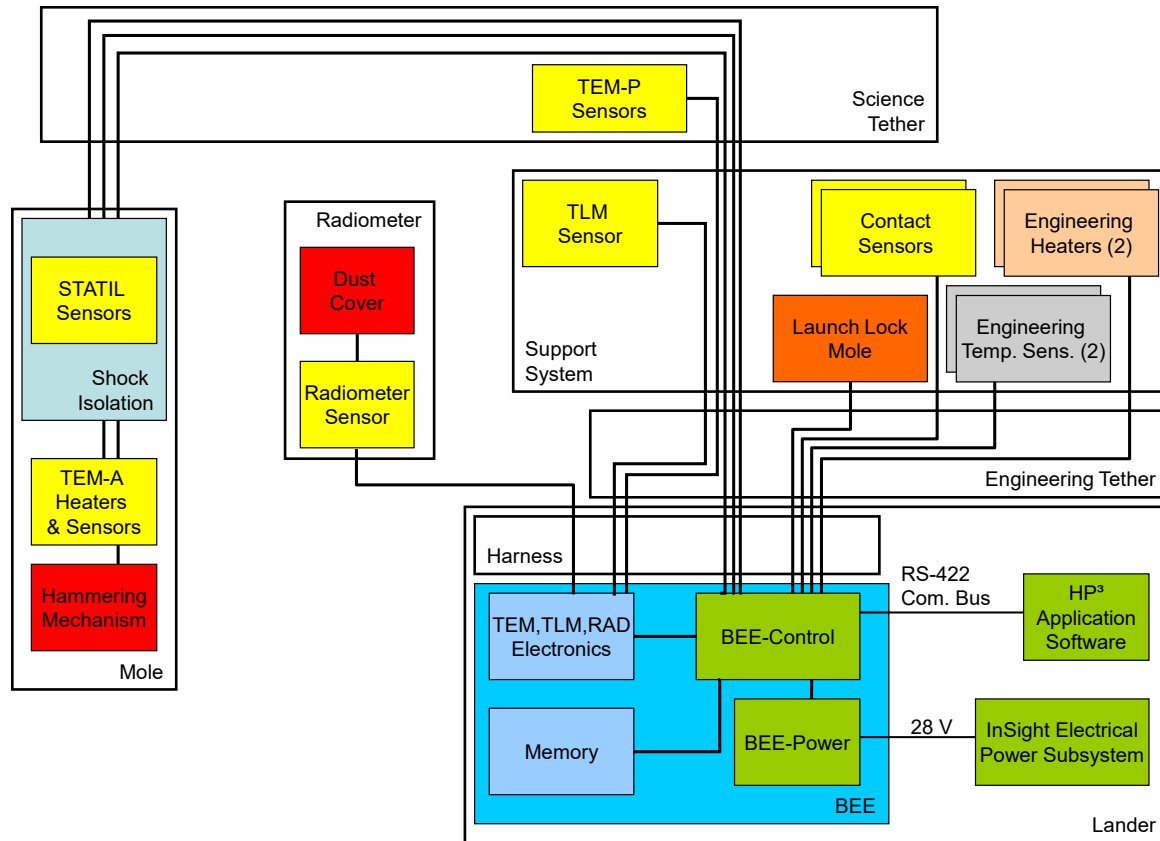 TEM-P
Sensors
Science
Tether
Radiometer
TLM
Sensor
Contact
Sensors
Engineering
Heaters (2)
STATIL
Sensors
Dust
Cover
Launch Lock
Mole
Engineering
Temp. Sens. (2)
Support
System
Shock
Isolation
Radiometer
Sensor
TEM-A
Heaters
& Sensors
Engineering Tether
Harness
Hammering
Mechanism
Mole
RS-422
Com. Bus
TEM,TLM,RAD
Electronics
BEE-Control
HP³
Application
Software
Memory
BEE-Power
28 V
InSight Electrical
Power Subsystem
BEE
Lander